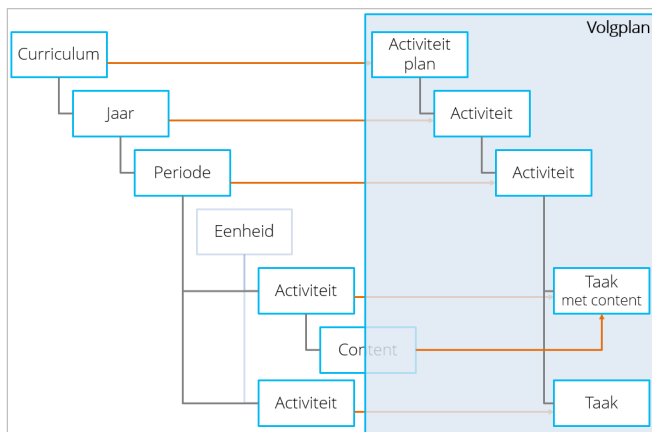 Volgplan
Curriculum
Activiteit
plan
Jaar
Activiteit
Periode
Activiteit
Eenheid
Activiteit
Taak
met content
Content
Activiteit
Taak